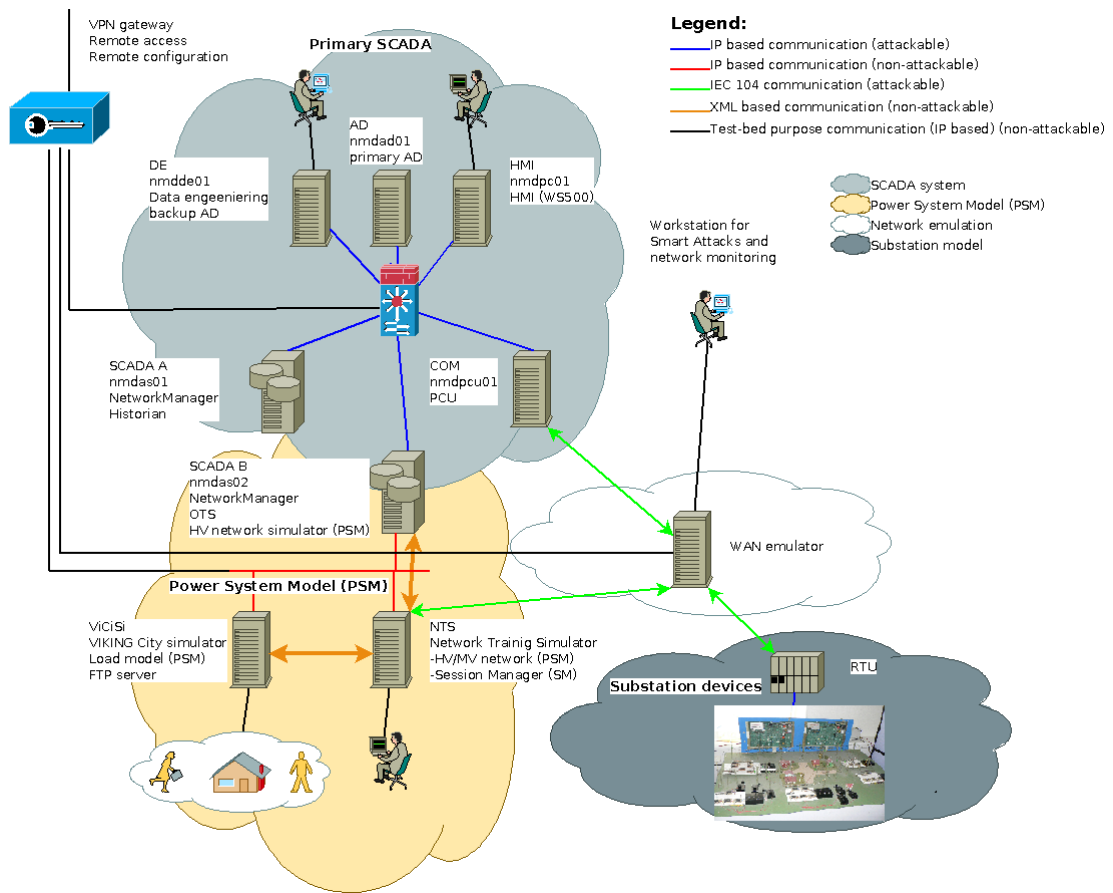 VPN gateway
Remote access
Remote configuration
Primary SCADA
Legend:
IP based communication (attackable)
IP based communication (non-attackable)
IEC 104 communication (attackable)
XML based communication (non-attackable)
Test-bed purpose communication (IP based) (non-attackable)
SCADA system
Power System Model (PSM)
Network emulation
Substation model
AD
nmdad01
primary AD
DE
nmdde01
Data engeeniering
backup AD
HMI
nmdpc01
HMI (WS500)
Workstation for
Smart Attacks and
network monitoring
SCADA A
nmdas01
NetworkManager
Historian
COM
nmdpcu01
PCU
SCADA B
nmdas02
NetworkManager
OTS
HV network simulator (PSM)
WAN emulator
Power System Model (PSM)
ViCiSi
VIKING City simulator
Load model (PSM)
FTP server
NTS
Network Trainig Simulator
-HV/MV network (PSM)
-Session Manager (SM)
RTU
Substation devices